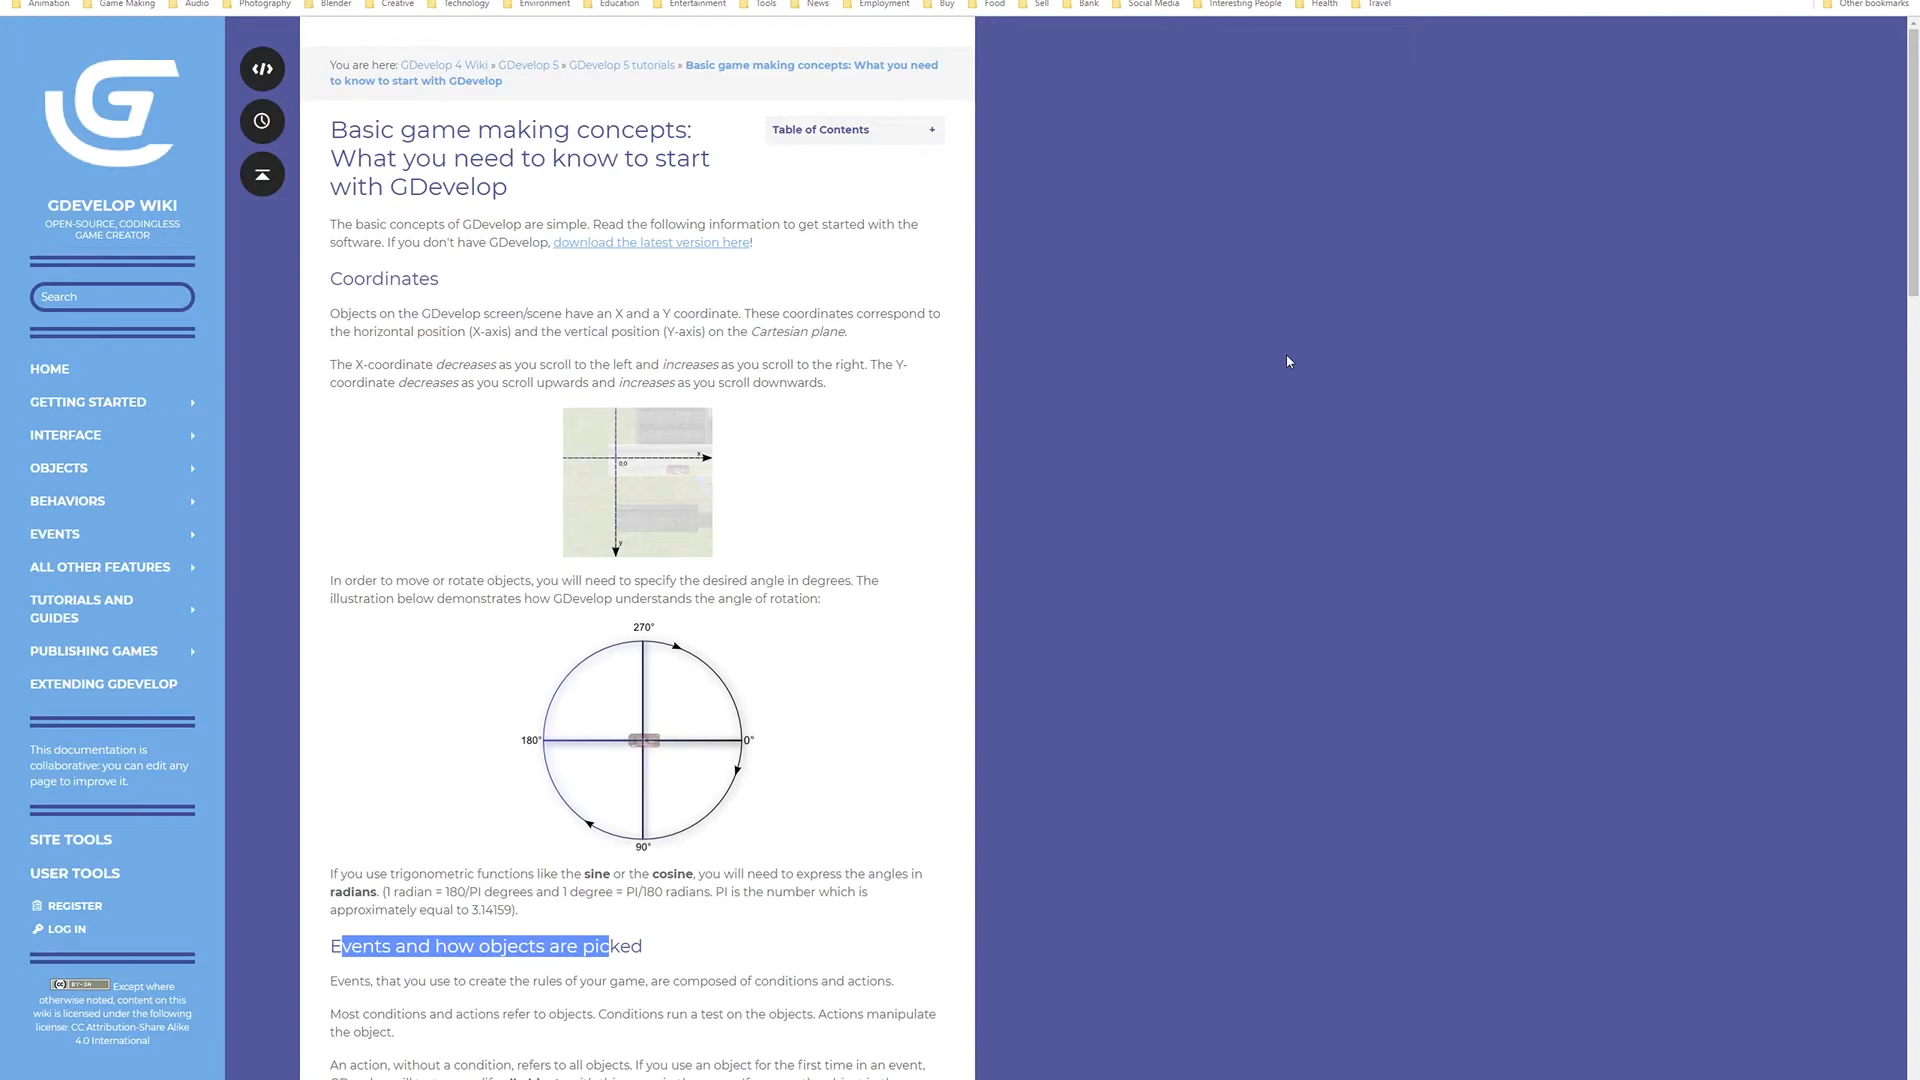 Animation Game Making Audio Photography Blender Creative Technology Environment Education Entertainment Tools News Employment Buy Food Sell Bank Social Media Interesting People Health Travel Other bookmarks
GDEVELOP WIKI
OPEN-SOURCE, CODINGLESS
GAME CREATOR
Search
HOME
GETTING STARTED
INTERFACE
OBJECTS
BEHAVIORS
EVENTS
ALL OTHER FEATURES
TUTORIALS AND
GUIDES
PUBLISHING GAMES
EXTENDING GDEVELOP
This documentation is
collaborative: you can edit any
page to improve it.
SITE TOOLS
USER TOOLS
REGISTER
LOG IN
cc BY-SA Except where
otherwise noted, content on this
wiki is licensed under the following
license: CC Attribution-Share Alike
4.0 International
You are here: GDevelop 4 Wiki » GDevelop 5 » GDevelop 5 tutorials » Basic game making concepts: What you need
to know to start with GDevelop
Table of Contents +
Basic game making concepts:
What you need to know to start
with GDevelop
The basic concepts of GDevelop are simple. Read the following information to get started with the
software. If you don't have GDevelop, download the latest version here!
Coordinates
Objects on the GDevelop screen/scene have an X and a Y coordinate. These coordinates correspond to
the horizontal position (X-axis) and the vertical position (Y-axis) on the Cartesian plane.
The X-coordinate decreases as you scroll to the left and increases as you scroll to the right. The Y-
coordinate decreases as you scroll upwards and increases as you scroll downwards.
x
0;0
y
In order to move or rotate objects, you will need to specify the desired angle in degrees. The
illustration below demonstrates how GDevelop understands the angle of rotation:
270°
180° 0°
90°
If you use trigonometric functions like the sine or the cosine, you will need to express the angles in
radians. (1 radian = 180/PI degrees and 1 degree = PI/180 radians. PI is the number which is
approximately equal to 3.14159).
Events and how objects are picked
Events, that you use to create the rules of your game, are composed of conditions and actions.
Most conditions and actions refer to objects. Conditions run a test on the objects. Actions manipulate
the object.
An action, without a condition, refers to all objects. If you use an object for the first time in an event,